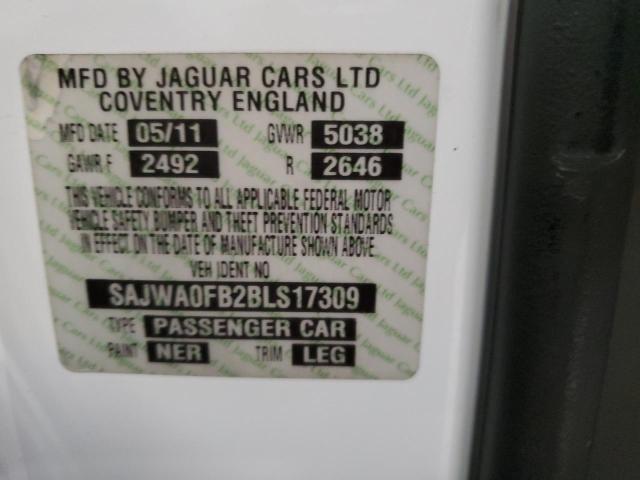 MFD BY JAGUAR CARS LTD
COVENTRY ENGLAND
MFD DATE 05/11 GVWR 5038
GAWR F 2492 R 2646
THIS VEHICLE CONFORMS TO ALL APPLICABLE FEDERAL MOTOR
VEHICLE SAFETY BUMPER AND THEFT PREVENTION STANDARDS
IN EFFECT ON THE DATE OF MANUFACTURE SHOWN ABOVE
VEH IDENT NO
SAJWA0FB2BLS17309
TYPE PASSENGER CAR
PAINT NER TRIM LEG